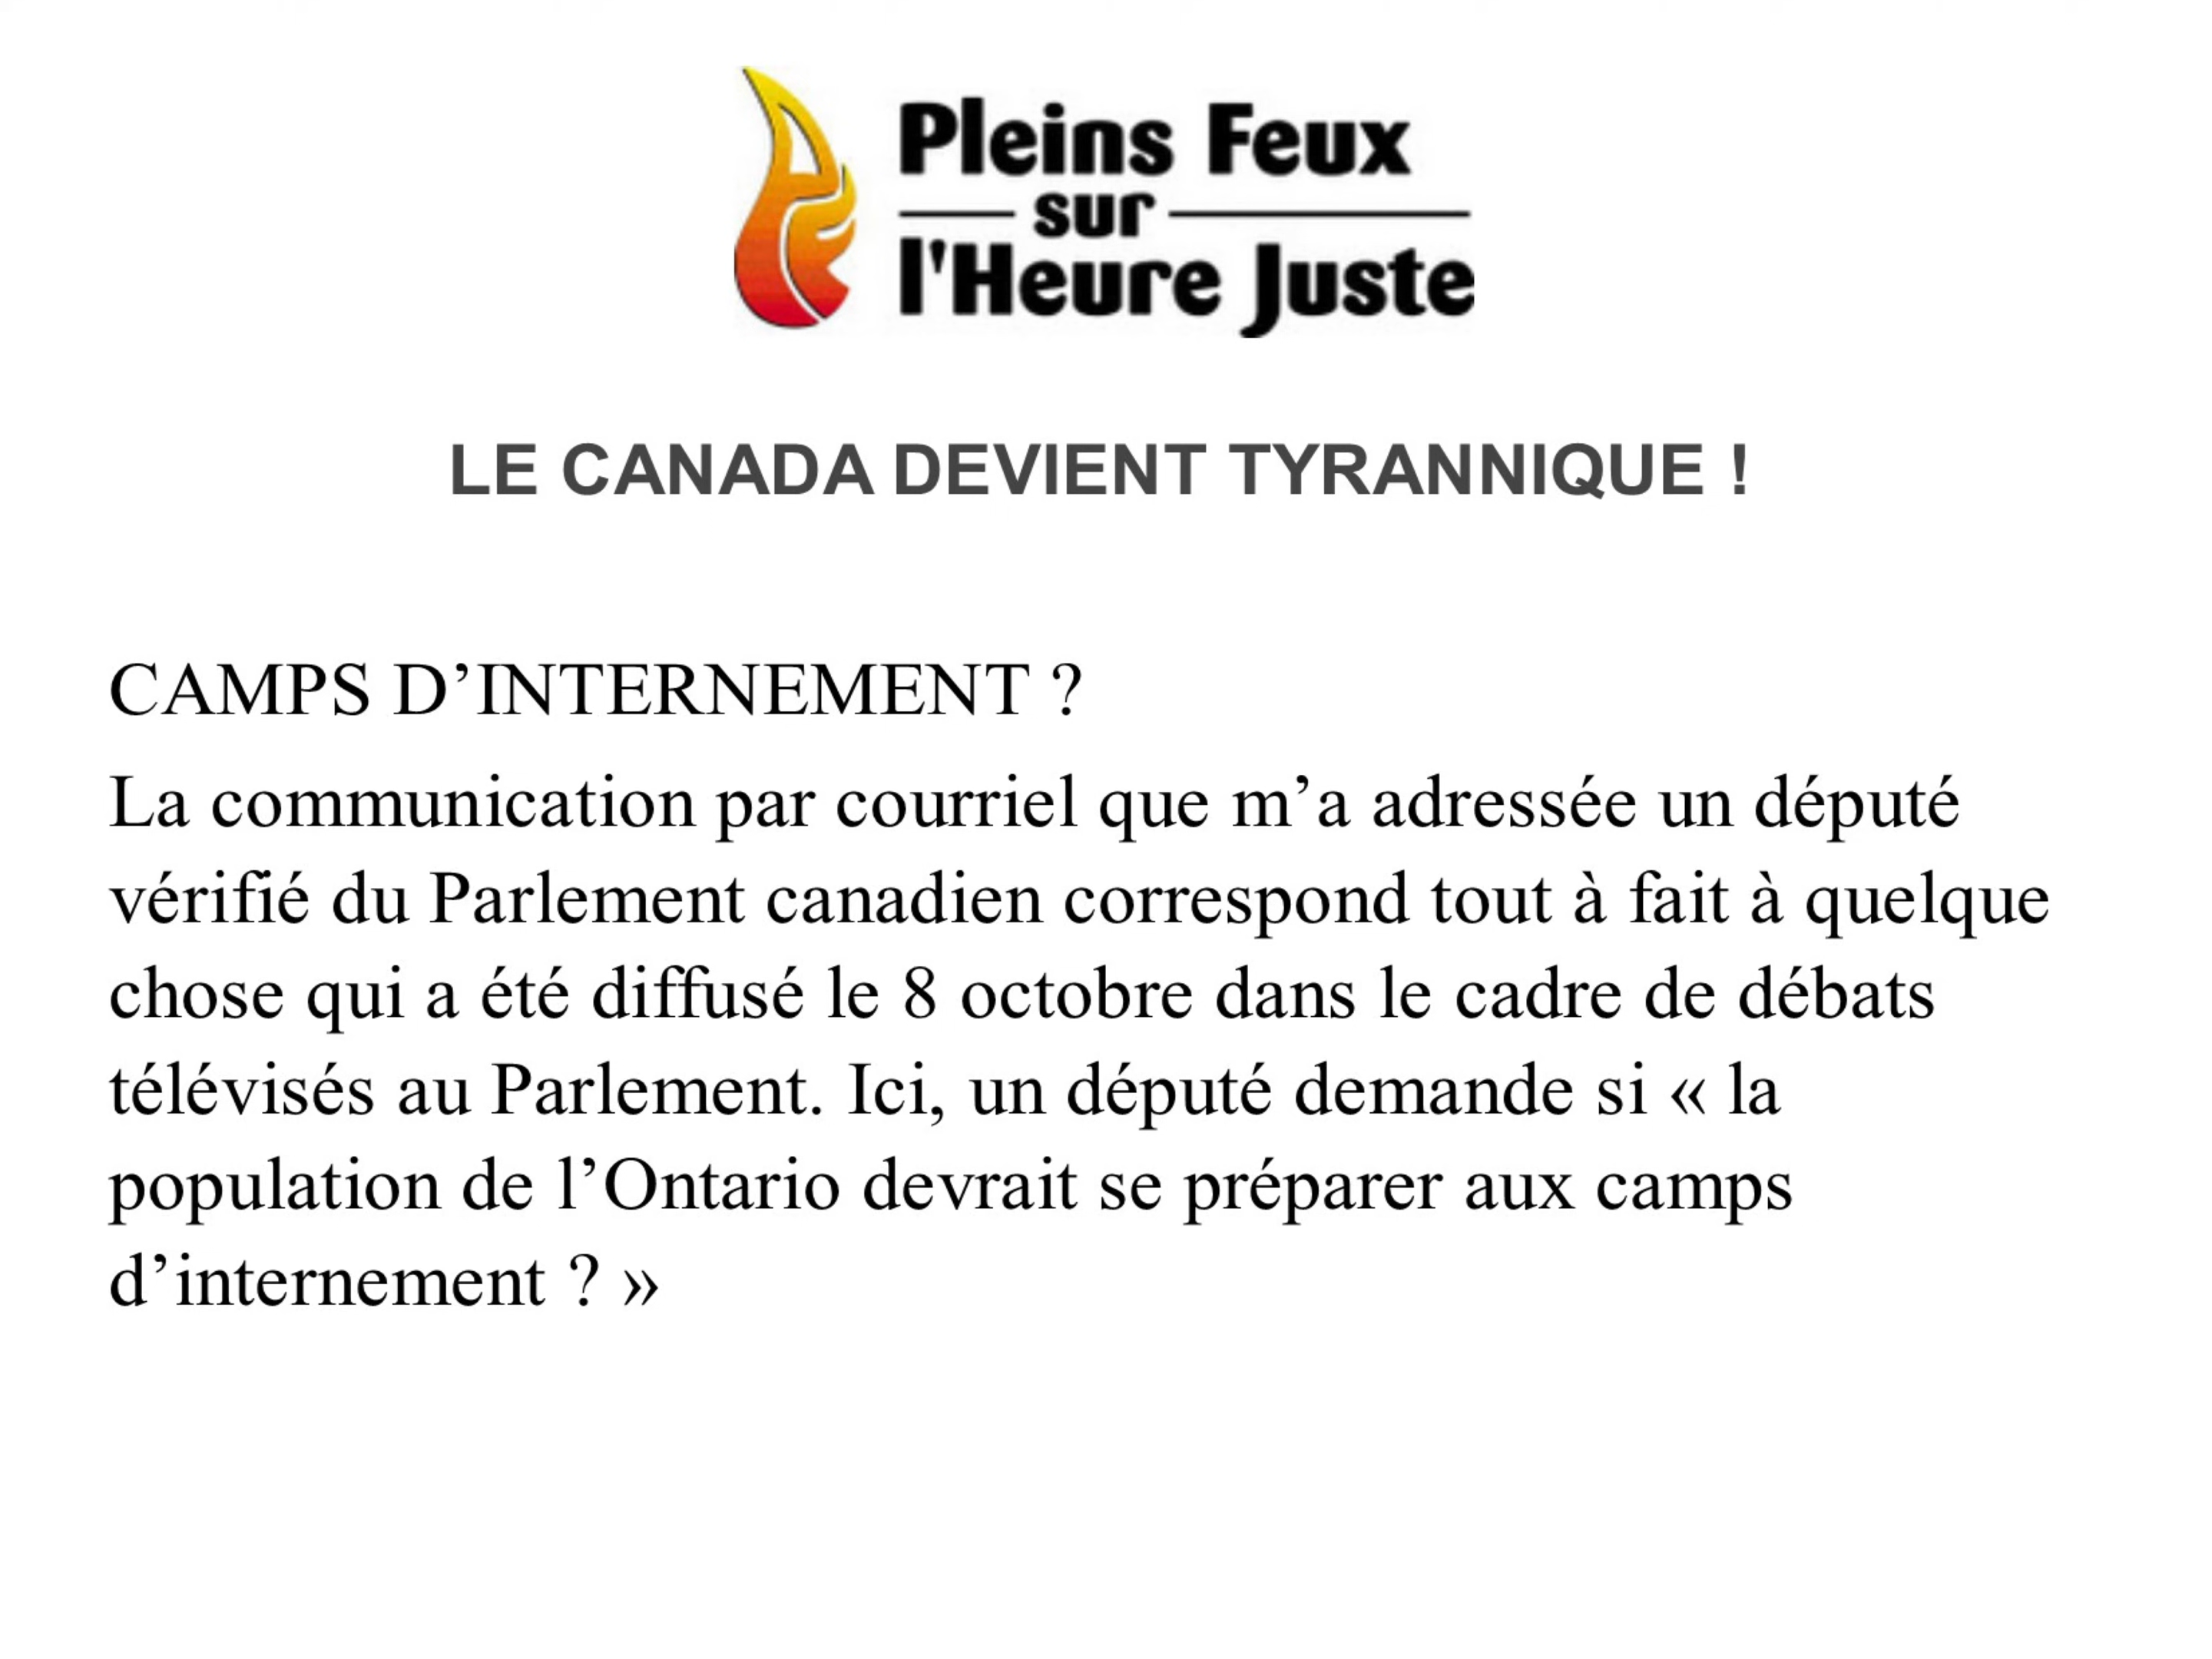 Pleins Feux
sur
l'Heure Juste
LE CANADA DEVIENT TYRANNIQUE !
CAMPS D’INTERNEMENT ?
La communication par courriel que m’a adressée un député
vérifié du Parlement canadien correspond tout à fait à quelque
chose qui a été diffusé le 8 octobre dans le cadre de débats
télévisés au Parlement. Ici, un député demande si « la
population de l’Ontario devrait se préparer aux camps
d’internement ? »